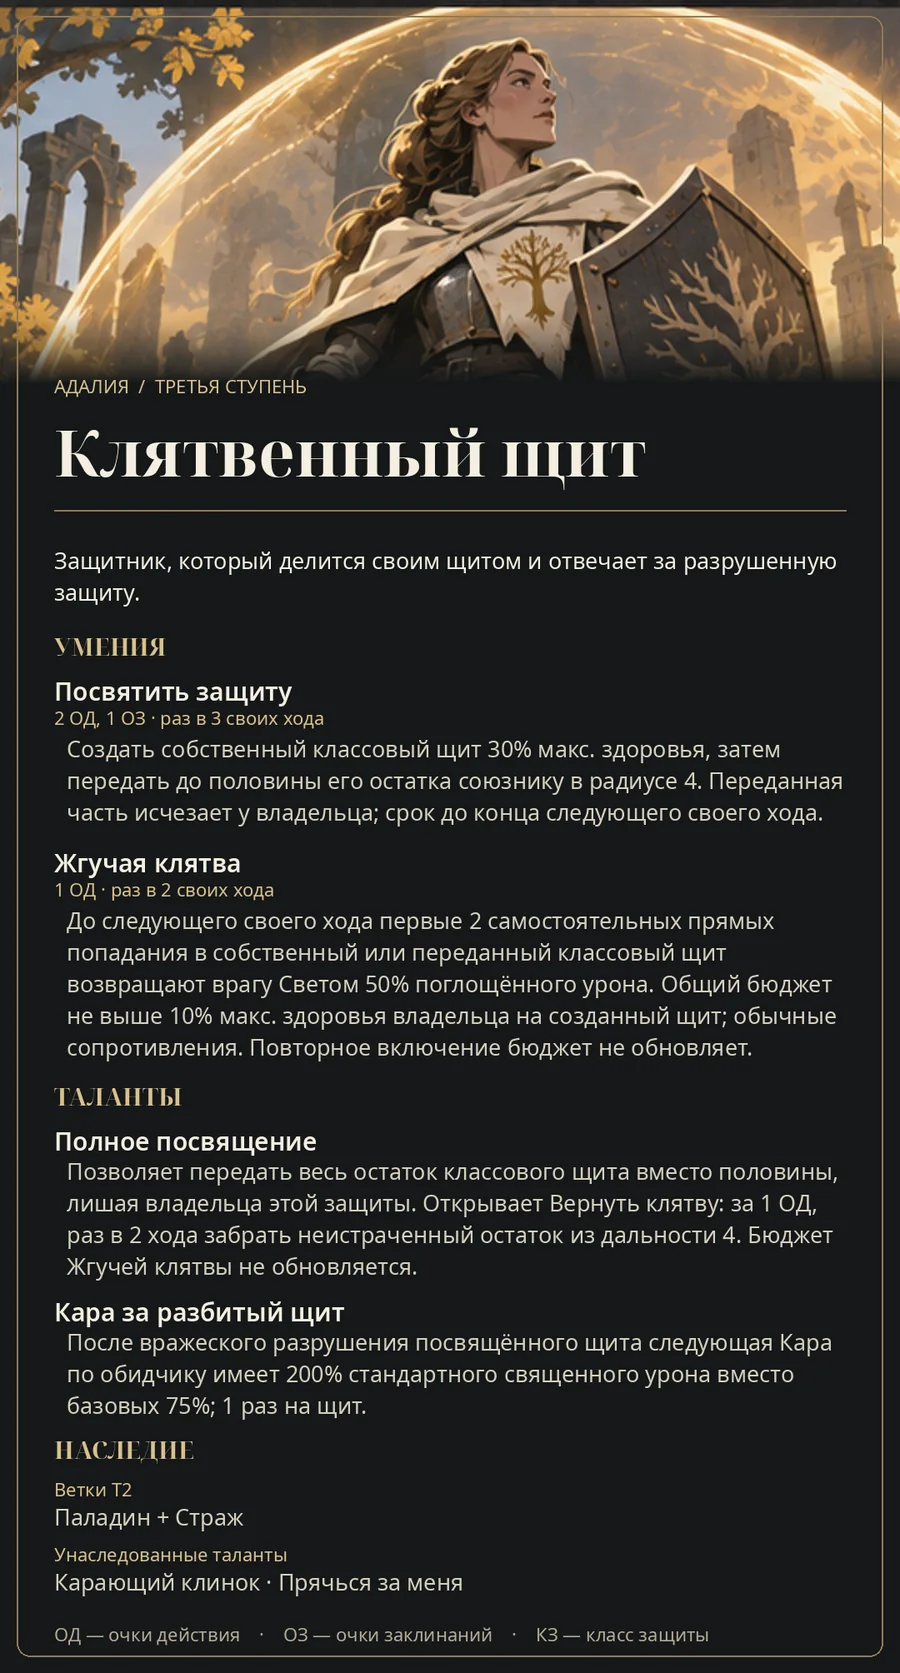 АДАЛИЯ / ТРЕТЬЯ СТУПЕНЬ
Клятвенный щит
Защитник, который делится своим щитом и отвечает за разрушенную
защиту.
УМЕНИЯ
Посвятить защиту
2 ОД, 1 ОЗ · раз в 3 своих хода
Создать собственный классовый щит 30% макс. здоровья, затем
передать до половины его остатка союзнику в радиусе 4. Переданная
часть исчезает у владельца; срок до конца следующего своего хода.
Жгучая клятва
1 ОД · раз в 2 своих хода
До следующего своего хода первые 2 самостоятельных прямых
попадания в собственный или переданный классовый щит
возвращают врагу Светом 50% поглощённого урона. Общий бюджет
не выше 10% макс. здоровья владельца на созданный щит; обычные
сопротивления. Повторное включение бюджет не обновляет.
ТАЛАНТЫ
Полное посвящение
Позволяет передать весь остаток классового щита вместо половины,
лишая владельца этой защиты. Открывает Вернуть клятву: за 1 ОД,
раз в 2 хода забрать неистраченный остаток из дальности 4. Бюджет
Жгучей клятвы не обновляется.
Кара за разбитый щит
После вражеского разрушения посвящённого щита следующая Кара
по обидчику имеет 200% стандартного священного урона вместо
базовых 75%; 1 раз на щит.
НАСЛЕДИЕ
Ветки Т2
Паладин + Страж
Унаследованные таланты
Карающий клинок · Прячься за меня
ОД — очки действия · ОЗ — очки заклинаний · КЗ — класс защиты